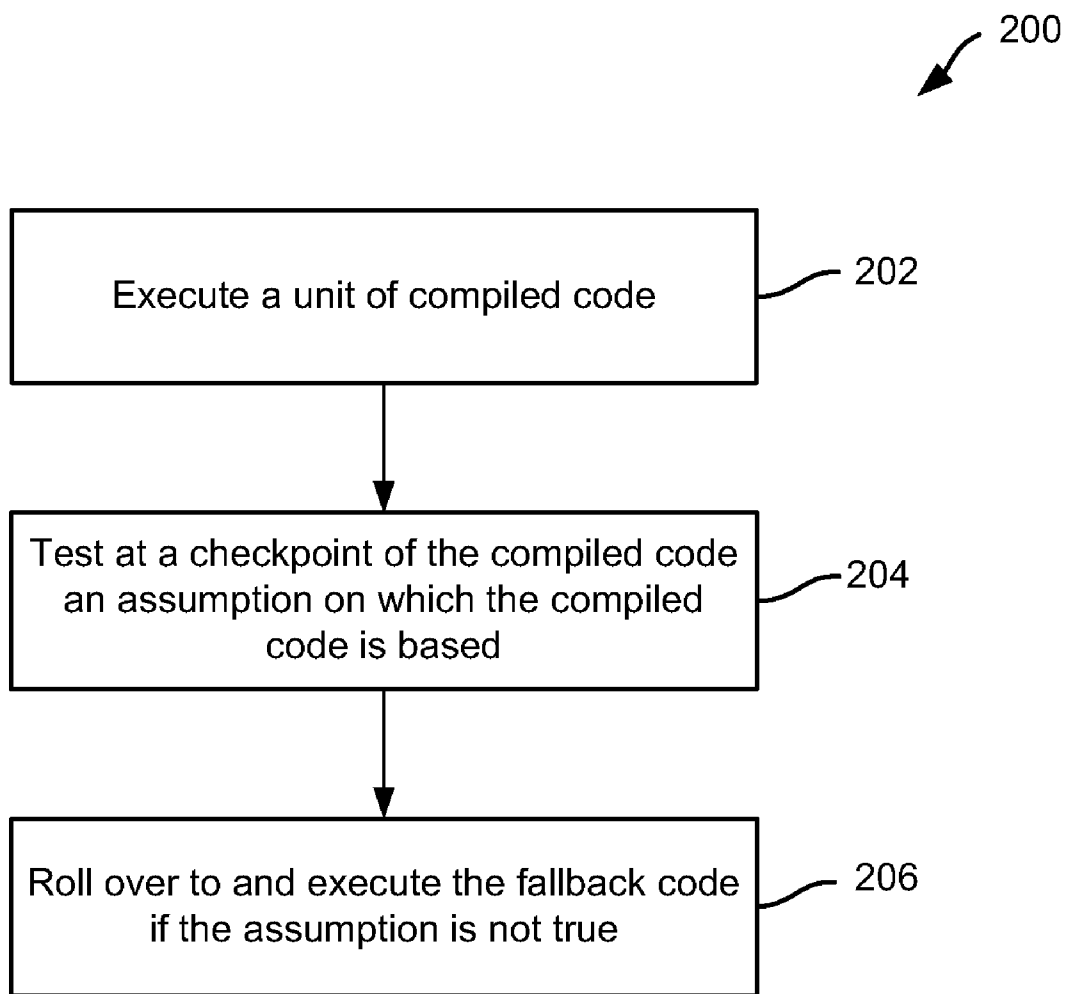 200
Execute a unit of compiled code
202
Test at a checkpoint of the compiled code
an assumption on which the compiled
code is based
204
Roll over to and execute the fallback code
if the assumption is not true
206